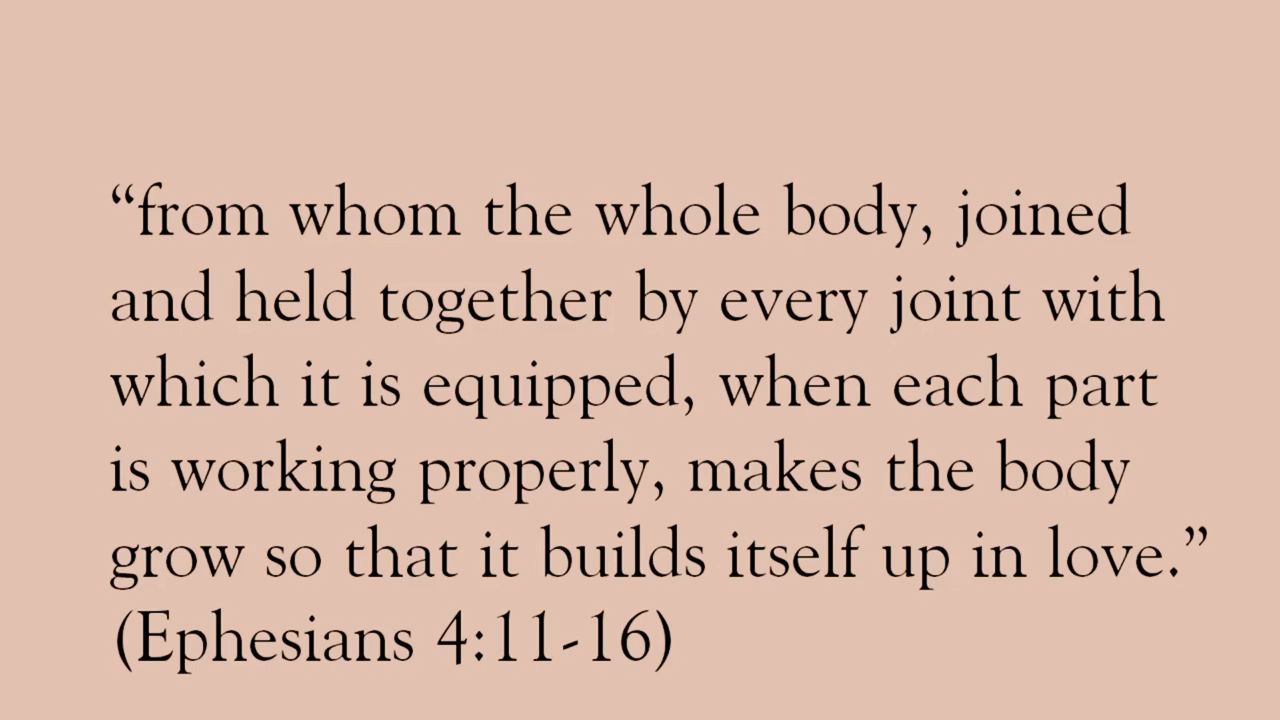 “from whom the whole body, joined
and held together by every joint with
which it is equipped, when each part
is working properly, makes the body
grow so that it builds itself up in love.”
(Ephesians 4:11-16)